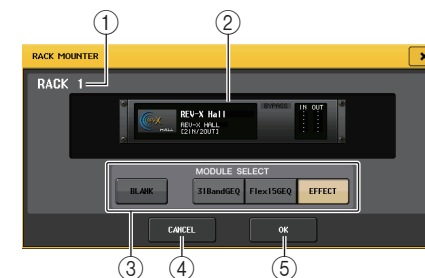 ① ②
RACK MOUNTER
RACK 1
REV-X Hall
REV-X HALL
[2IN/2OUT]
HALL
BYPASS
IN OUT
MODULE SELECT
BLANK 31BandGEQ Flex15GEQ EFFECT
CANCEL OK
③ ④ ⑤